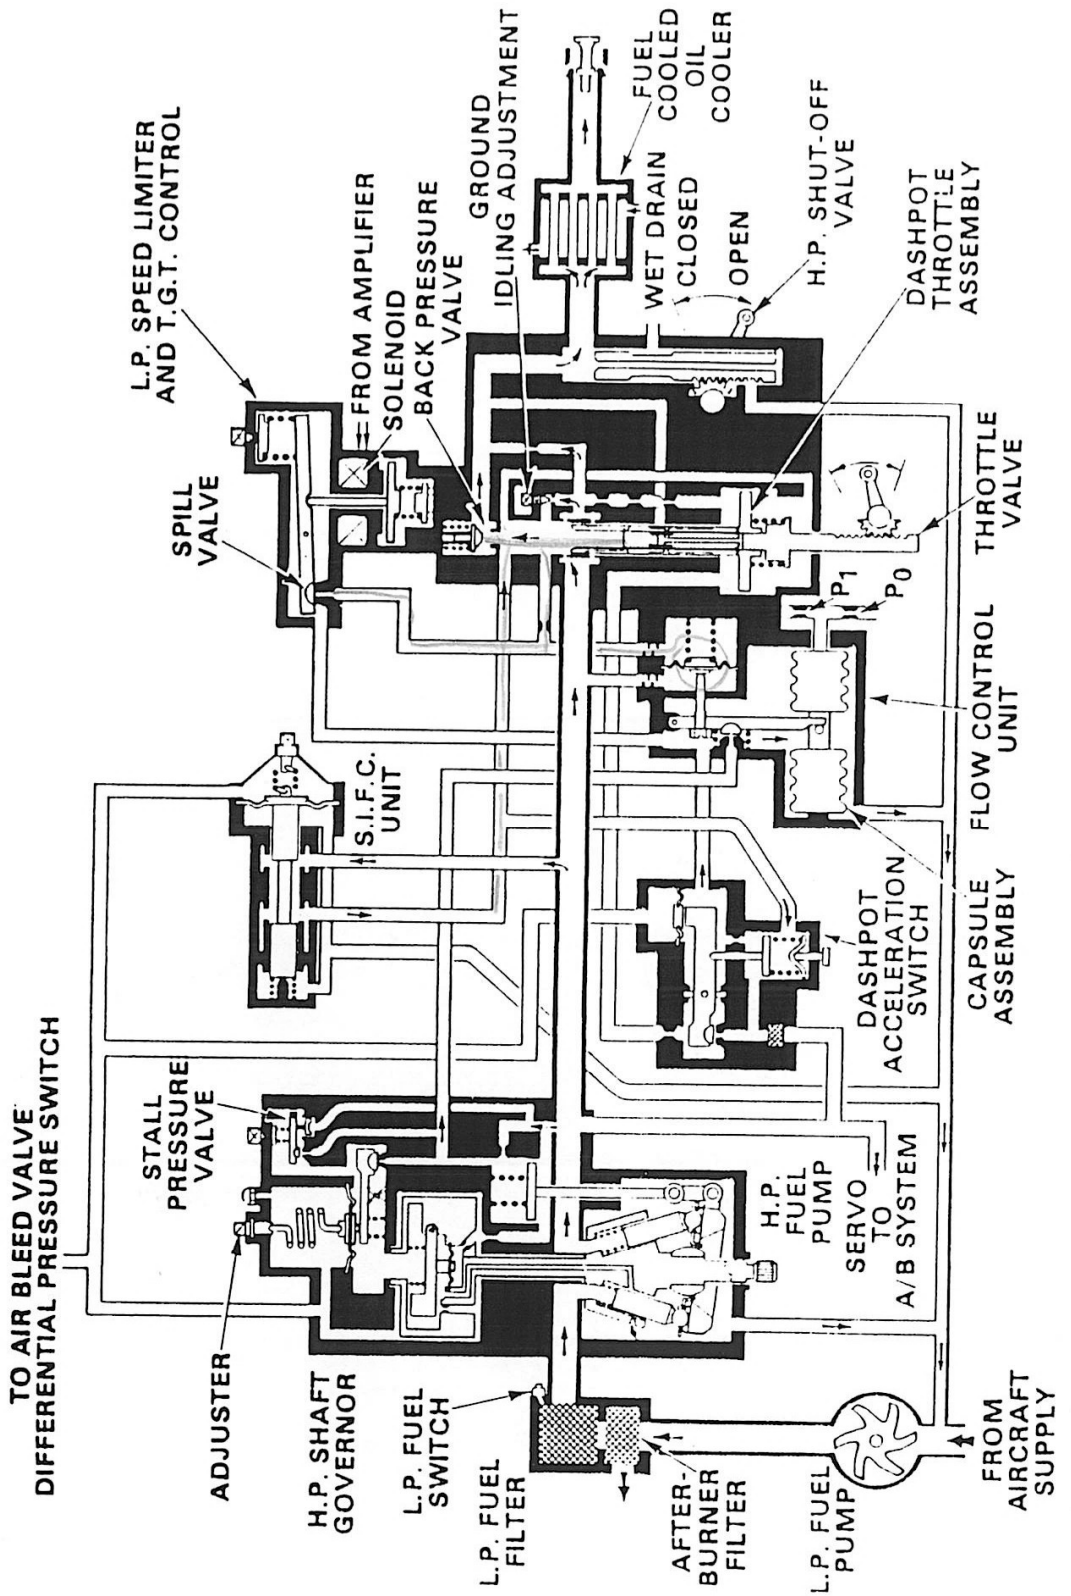 TO AIR BLEED VALVE
DIFFERENTIAL PRESSURE SWITCH
ADJUSTER
STALL
PRESSURE
VALVE
H.P. SHAFT
GOVERNOR
L.P. FUEL
SWITCH
L.P. FUEL
FILTER
AFTER-
BURNER
FILTER
L.P. FUEL
PUMP
FROM
AIRCRAFT
SUPPLY
H.P.
FUEL
PUMP
SERVO
TO
A/B SYSTEM
S.I.F.C.
UNIT
DASHPOT
ACCELERATION
SWITCH
CAPSULE
ASSEMBLY
FLOW CONTROL
UNIT
P1
P0
THROTTLE
VALVE
SPILL
VALVE
L.P. SPEED LIMITER
AND T.G.T. CONTROL
FROM AMPLIFIER
SOLENOID
BACK PRESSURE
VALVE
GROUND
IDLING ADJUSTMENT
FUEL
COOLED
OIL
COOLER
WET DRAIN
CLOSED
OPEN
H.P. SHUT-OFF
VALVE
DASHPOT
THROTTLE
ASSEMBLY